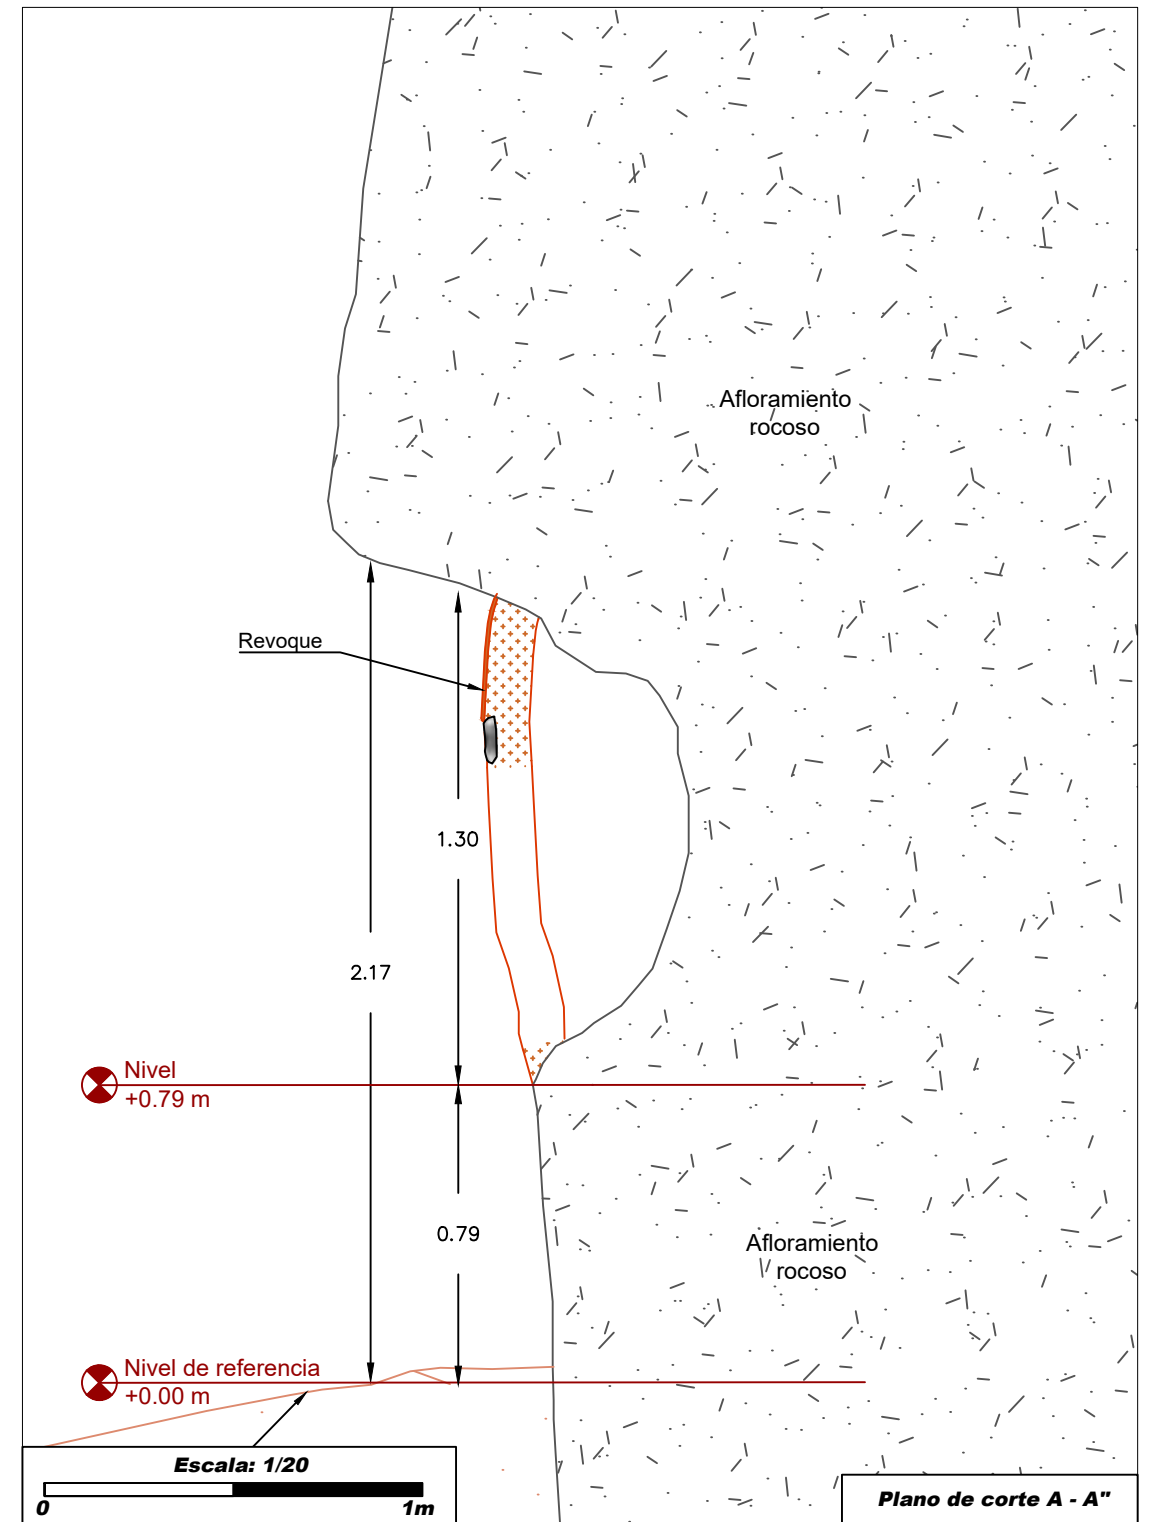 Afloramiento
rocoso
Revoque
1.30
2.17
Nivel
+0.79 m
0.79
Afloramiento
rocoso
Nivel de referencia
+0.00 m
Escala: 1/20
0 1m
Plano de corte A - A"